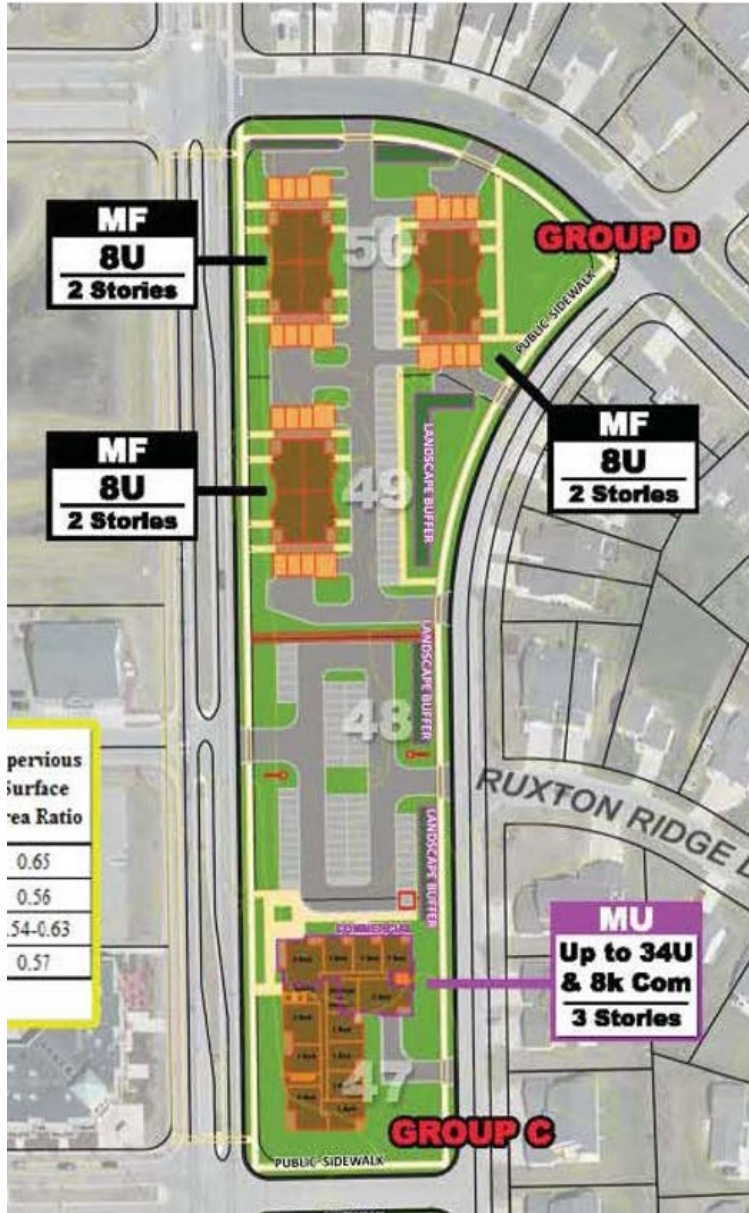 MF
8U
2 Stories
50
GROUP D
PUBLIC SIDEWALK
MF
8U
2 Stories
49
LANDSCAPE BUFFER
MF
8U
2 Stories
LANDSCAPE BUFFER
48
pervious
Surface
rea Ratio
0.65
0.56
.54-0.63
0.57
RUXTON RIDGE
LANDSCAPE BUFFER
COMMERCIAL
MU
Up to 34U
& 8k Com
3 Stories
47
GROUP C
PUBLIC SIDEWALK